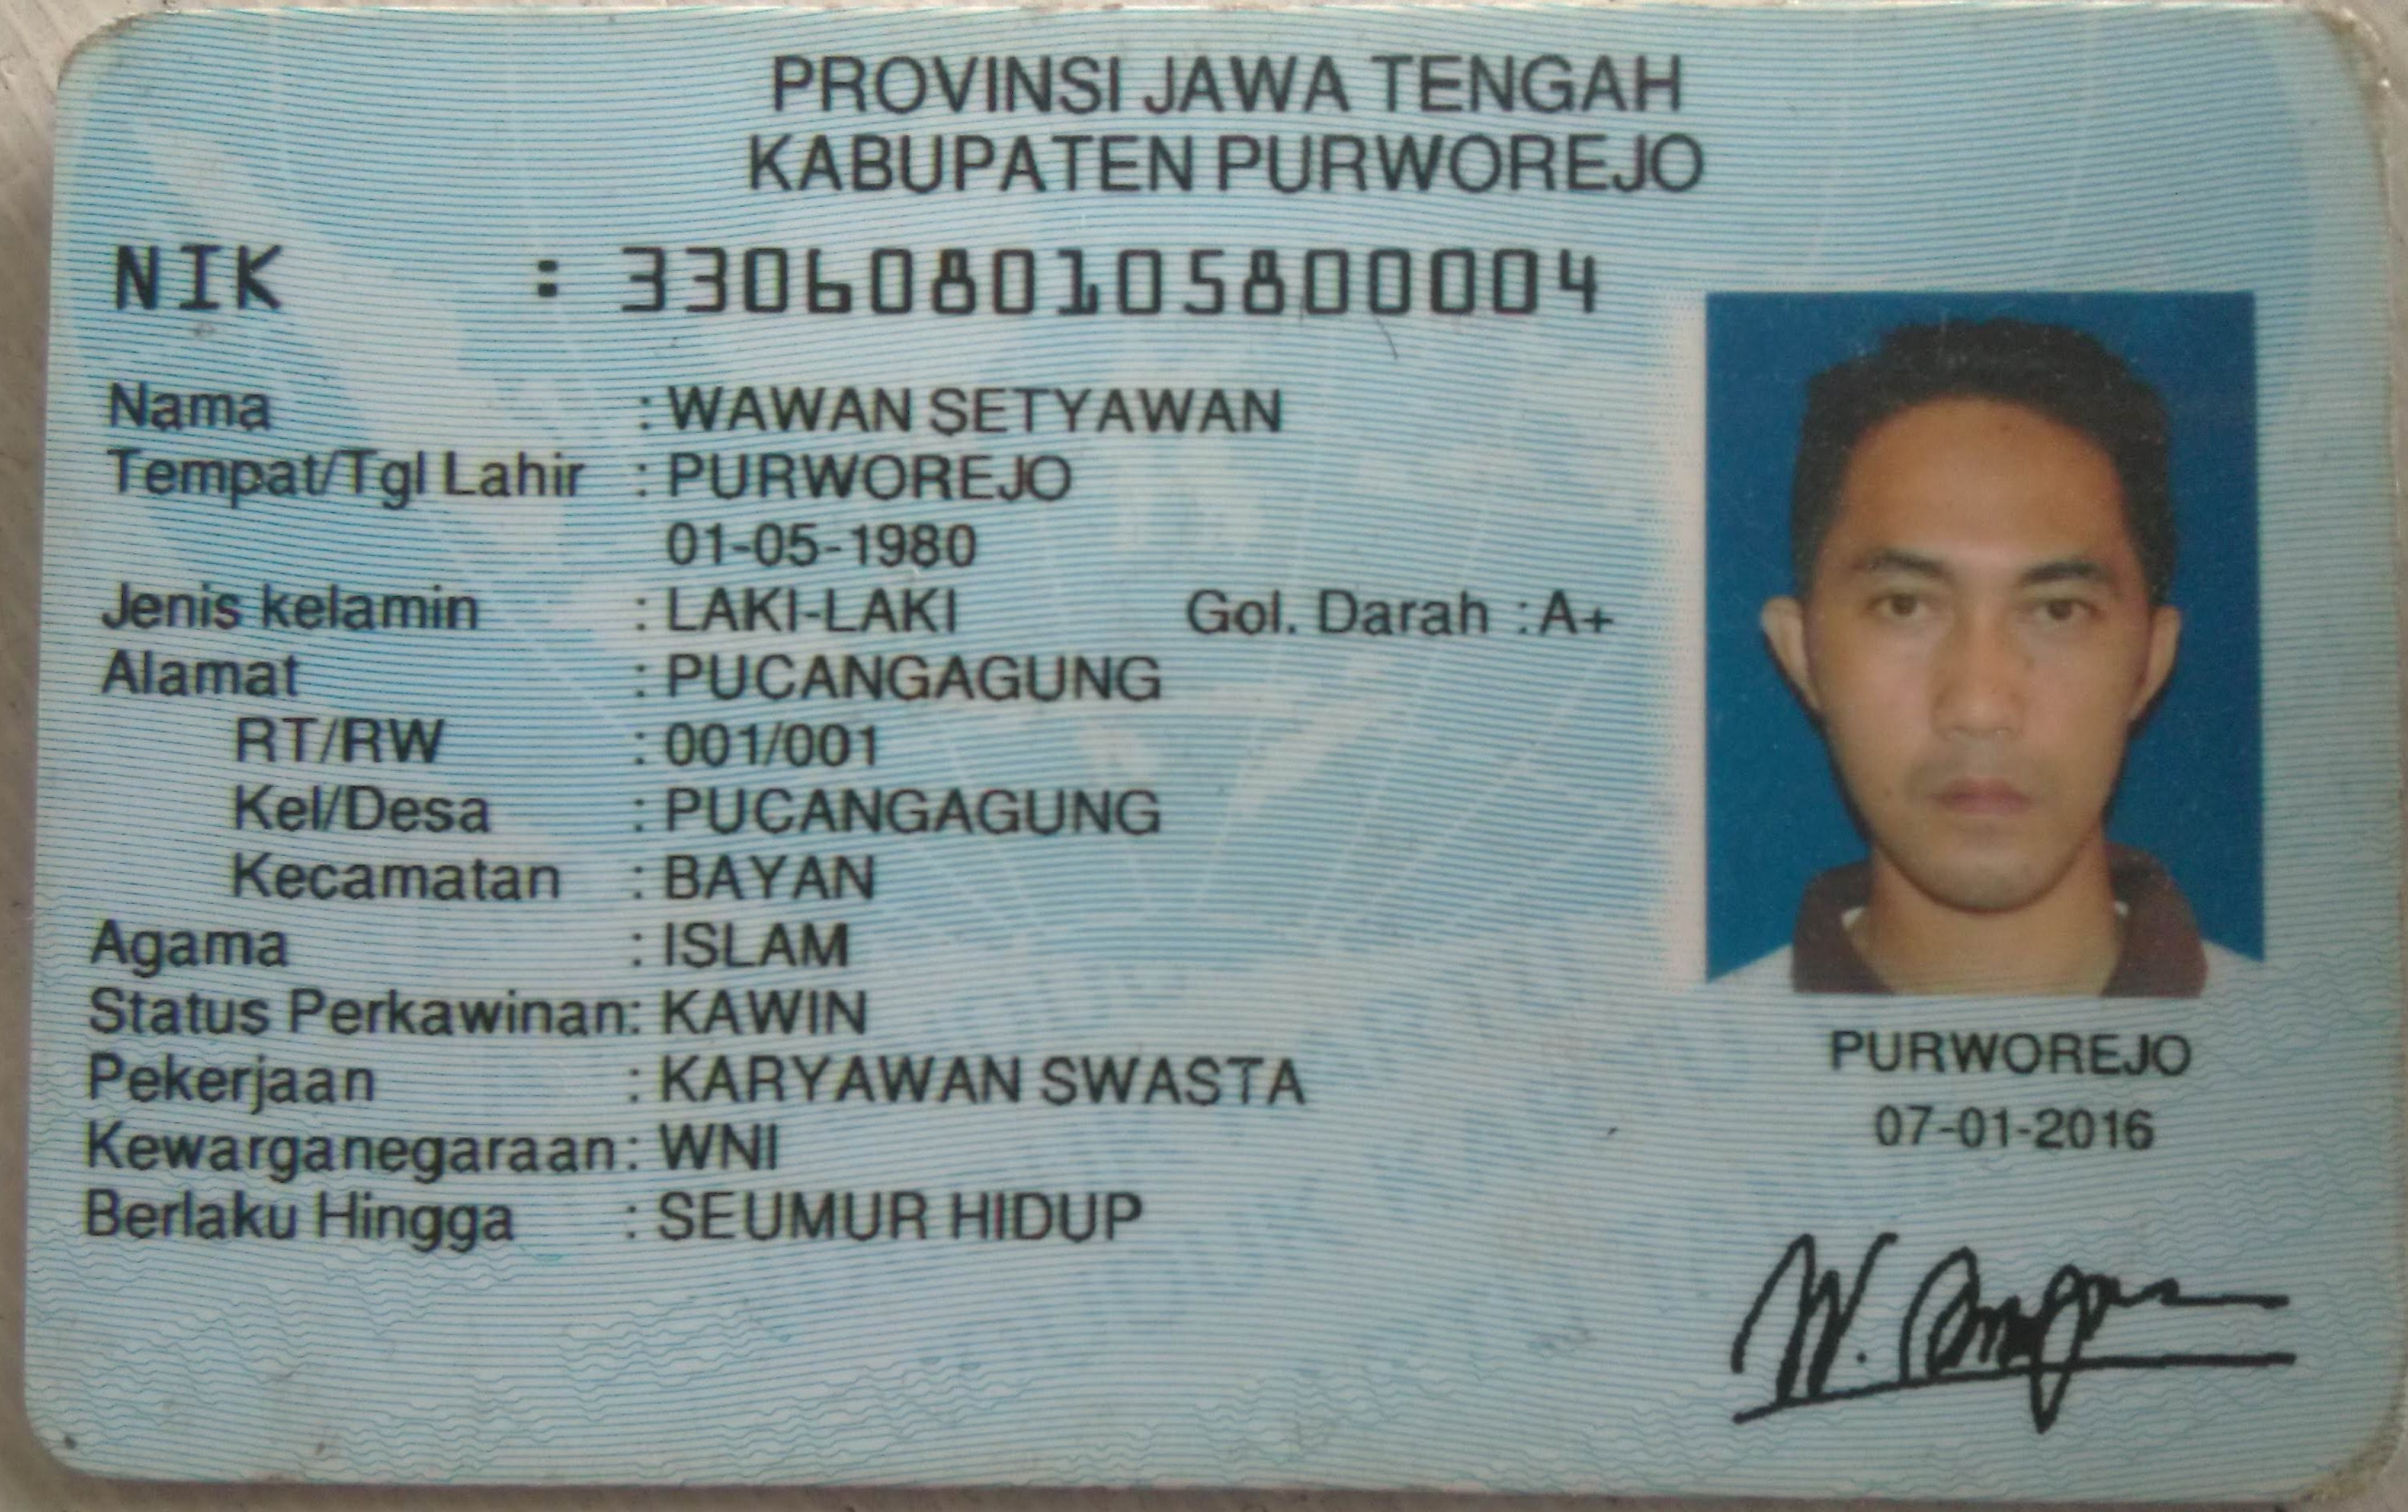 PROVINSI JAWA TENGAH
KABUPATEN PURWOREJO
NIK : 3306080105800004
Nama : WAWAN SETYAWAN
Tempat/Tgl Lahir : PURWOREJO
01-05-1980
Jenis kelamin : LAKI-LAKI Gol. Darah : A+
Alamat : PUCANGAGUNG
RT/RW : 001/001
Kel/Desa : PUCANGAGUNG
Kecamatan : BAYAN
Agama : ISLAM
Status Perkawinan: KAWIN
Pekerjaan : KARYAWAN SWASTA
Kewarganegaraan: WNI
Berlaku Hingga : SEUMUR HIDUP
PURWOREJO
07-01-2016